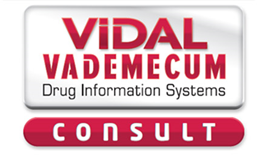 ViDAL
VADEMECUM
Drug Information Systems
CONSULT